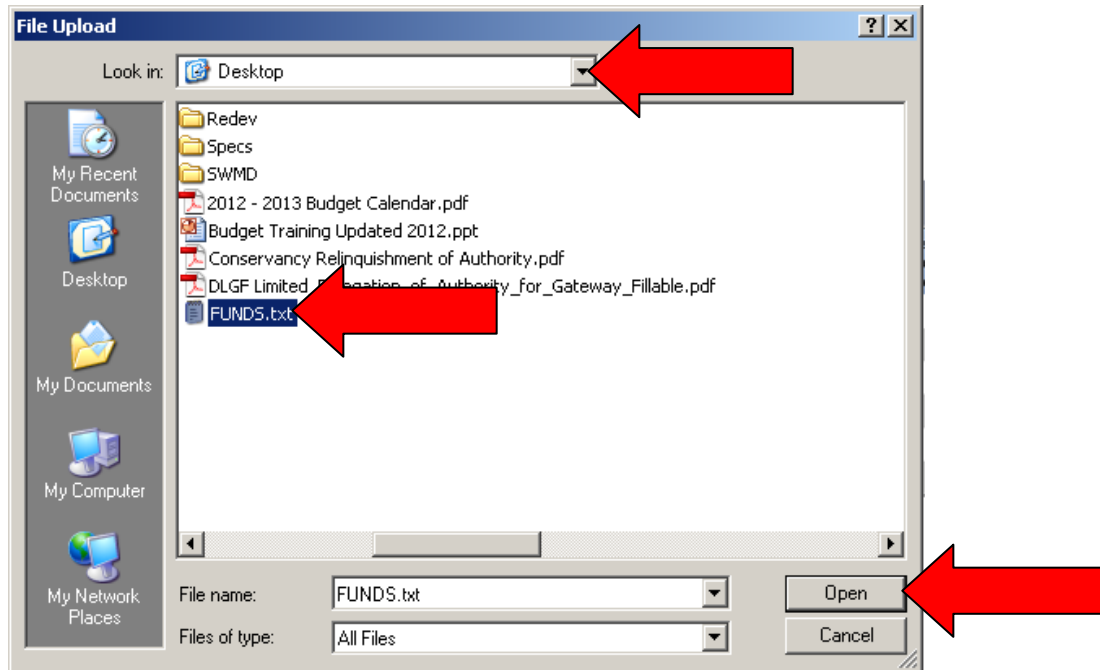 File Upload
Look in: Desktop
My Recent
Documents
Desktop
My Documents
My Computer
My Network
Places
Redev
Specs
SWMD
2012 - 2013 Budget Calendar.pdf
Budget Training Updated 2012.ppt
Conservancy Relinquishment of Authority.pdf
DLGF Limited_Delegation_of_Authority_for_Gateway_Fillable.pdf
FUNDS.txt
File name: FUNDS.txt Open
Files of type: All Files Cancel